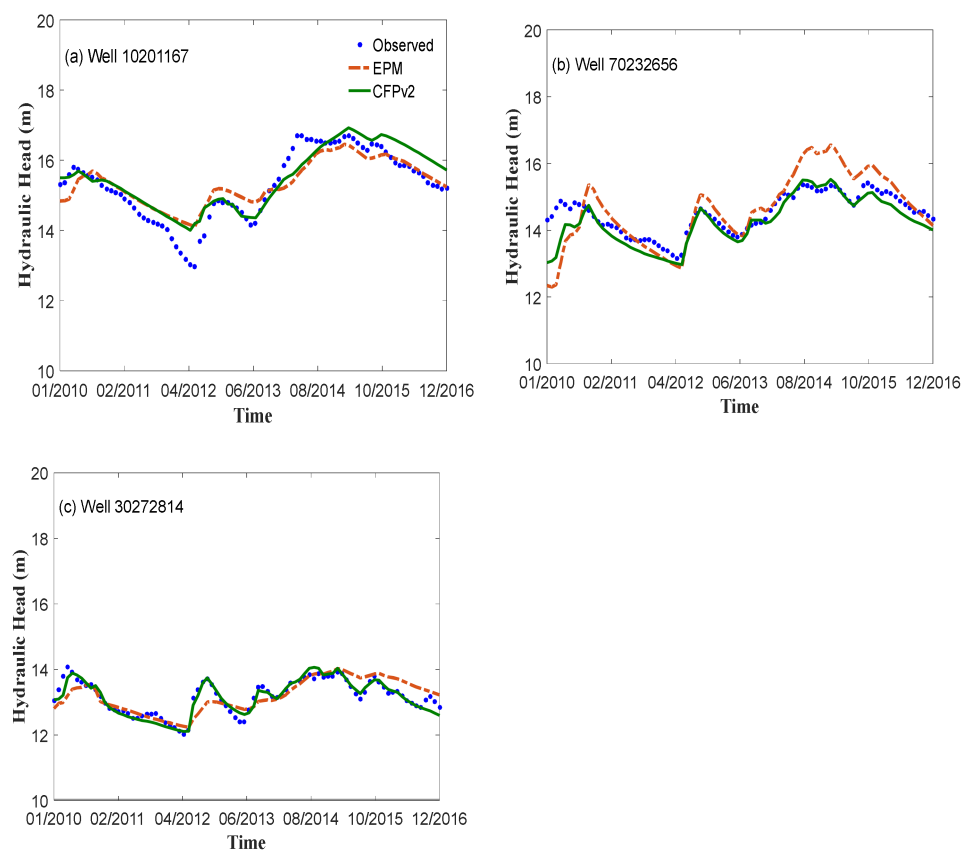 (a) Well 10201167
Observed
EPM
CFPv2
Hydraulic Head (m)
20
18
16
14
12
10
01/2010 02/2011 04/2012 06/2013 08/2014 10/2015 12/2016
Time
(b) Well 70232656
Hydraulic Head (m)
20
18
16
14
12
10
01/2010 02/2011 04/2012 06/2013 08/2014 10/2015 12/2016
Time
(c) Well 30272814
Hydraulic Head (m)
20
18
16
14
12
10
01/2010 02/2011 04/2012 06/2013 08/2014 10/2015 12/2016
Time